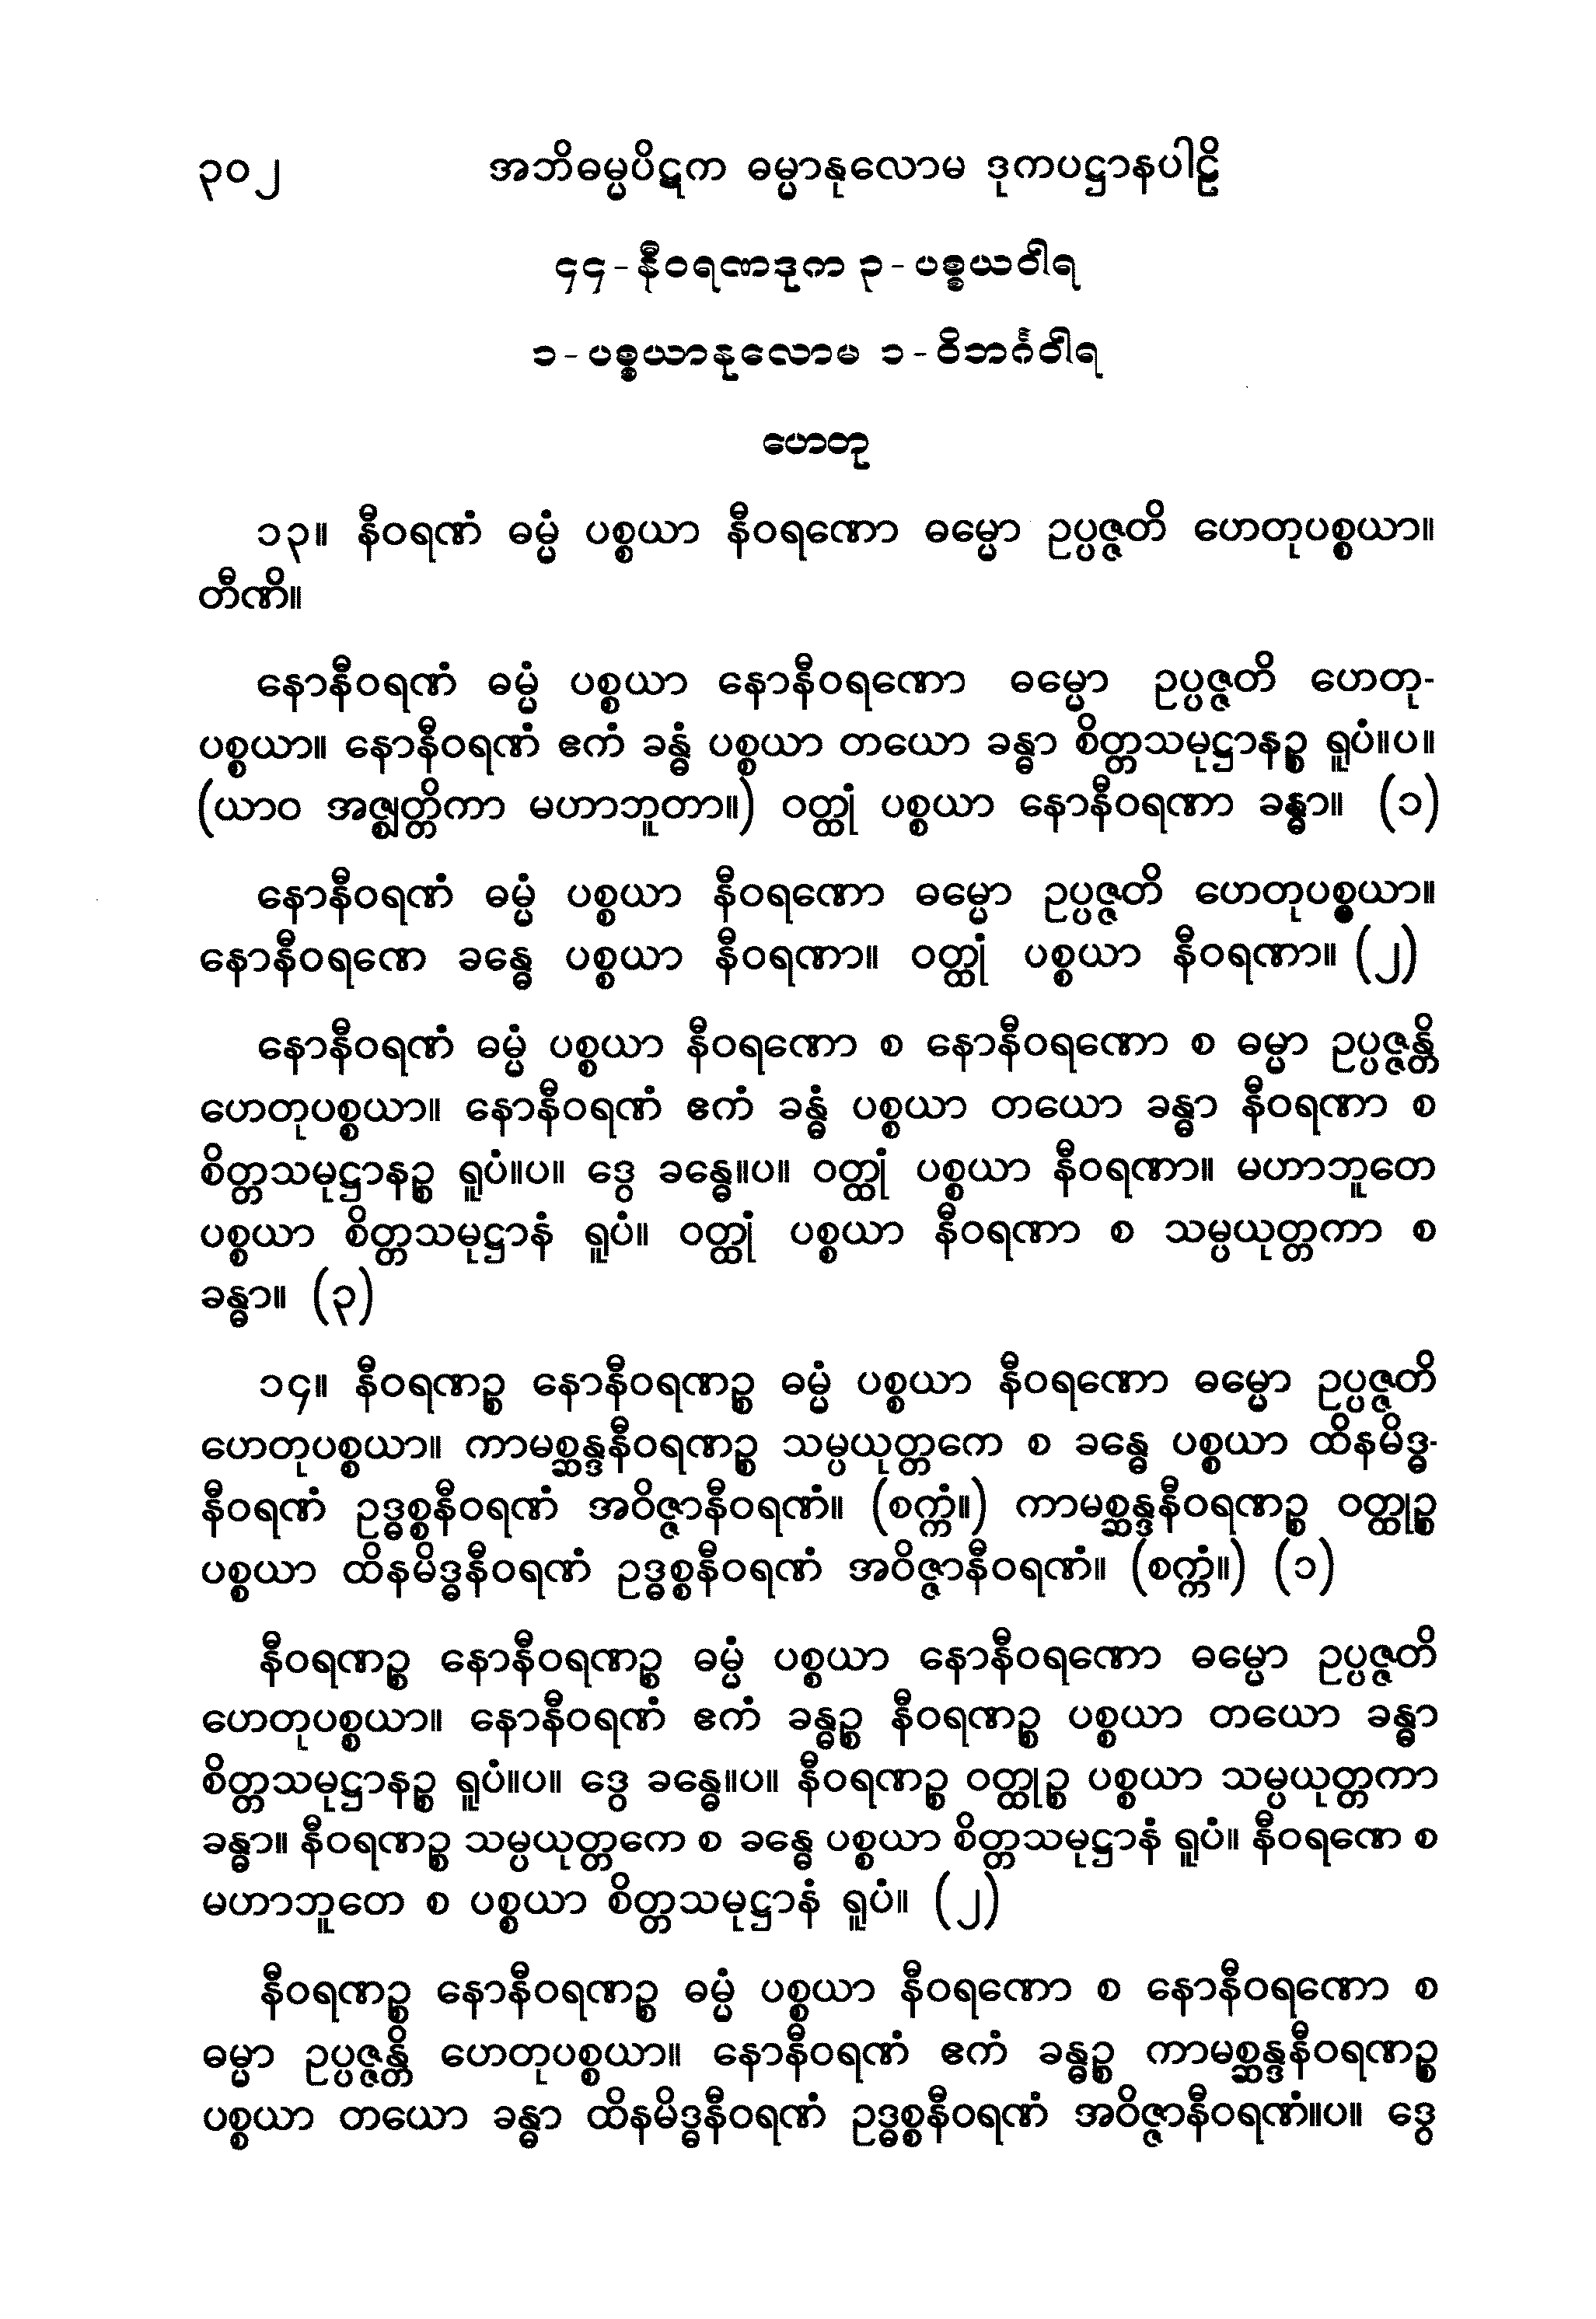 ၃၀၂ အဘိဓမ္မပိဋက ဓမ္မာနုလောမ ဒုကပဋ္ဌာနပါဠိ
၄၄-နီဝရဏဒုက ၃-ပစ္စယဝါရ
၁-ပစ္စယာနုလောမ ၁-ဝိဘင်္ဂဝါရ
ဟေတု
၁၃။ နီဝရဏံ ဓမ္မံ ပစ္စယာ နီဝရဏော ဓမ္မော ဥပ္ပဇ္ဇတိ ဟေတုပစ္စယာ။
တီဏိ။
နောနီဝရဏံ ဓမ္မံ ပစ္စယာ နောနီဝရဏော ဓမ္မော ဥပ္ပဇ္ဇတိ ဟေတု-
ပစ္စယာ။ နောနီဝရဏံ ဧကံ ခန္ဓံ ပစ္စယာ တယော ခန္ဓာ စိတ္တသမုဋ္ဌာနဉ္စ ရူပံ။ပ။
(ယာဝ အဇ္ဈတ္တိကာ မဟာဘူတာ။) ဝတ္ထုံ ပစ္စယာ နောနီဝရဏာ ခန္ဓာ။ (၁)
နောနီဝရဏံ ဓမ္မံ ပစ္စယာ နီဝရဏော ဓမ္မော ဥပ္ပဇ္ဇတိ ဟေတုပစ္စယာ။
နောနီဝရဏေ ခန္ဓေ ပစ္စယာ နီဝရဏာ။ ဝတ္ထုံ ပစ္စယာ နီဝရဏာ။ (၂)
နောနီဝရဏံ ဓမ္မံ ပစ္စယာ နီဝရဏော စ နောနီဝရဏော စ ဓမ္မာ ဥပ္ပဇ္ဇန္တိ
ဟေတုပစ္စယာ။ နောနီဝရဏံ ဧကံ ခန္ဓံ ပစ္စယာ တယော ခန္ဓာ နီဝရဏာ စ
စိတ္တသမုဋ္ဌာနဉ္စ ရူပံ။ပ။ ဒွေ ခန္ဓေ။ပ။ ဝတ္ထုံ ပစ္စယာ နီဝရဏာ။ မဟာဘူတေ
ပစ္စယာ စိတ္တသမုဋ္ဌာနံ ရူပံ။ ဝတ္ထုံ ပစ္စယာ နီဝရဏာ စ သမ္ပယုတ္တကာ စ
ခန္ဓာ။ (၃)
၁၄။ နီဝရဏဉ္စ နောနီဝရဏဉ္စ ဓမ္မံ ပစ္စယာ နီဝရဏော ဓမ္မော ဥပ္ပဇ္ဇတိ
ဟေတုပစ္စယာ။ ကာမစ္ဆန္ဒနီဝရဏဉ္စ သမ္ပယုတ္တကေ စ ခန္ဓေ ပစ္စယာ ထိနမိဒ္ဓ-
နီဝရဏံ ဥဒ္ဓစ္စနီဝရဏံ အဝိဇ္ဇာနီဝရဏံ။ (စက္ကံ။) ကာမစ္ဆန္ဒနီဝရဏဉ္စ ဝတ္ထုဉ္စ
ပစ္စယာ ထိနမိဒ္ဓနီဝရဏံ ဥဒ္ဓစ္စနီဝရဏံ အဝိဇ္ဇာနီဝရဏံ။ (စက္ကံ။) (၁)
နီဝရဏဉ္စ နောနီဝရဏဉ္စ ဓမ္မံ ပစ္စယာ နောနီဝရဏော ဓမ္မော ဥပ္ပဇ္ဇတိ
ဟေတုပစ္စယာ။ နောနီဝရဏံ ဧကံ ခန္ဓဉ္စ နီဝရဏဉ္စ ပစ္စယာ တယော ခန္ဓာ
စိတ္တသမုဋ္ဌာနဉ္စ ရူပံ။ပ။ ဒွေ ခန္ဓေ။ပ။ နီဝရဏဉ္စ ဝတ္ထုဉ္စ ပစ္စယာ သမ္ပယုတ္တကာ
ခန္ဓာ။ နီဝရဏဉ္စ သမ္ပယုတ္တကေ စ ခန္ဓေ ပစ္စယာ စိတ္တသမုဋ္ဌာနံ ရူပံ။ နီဝရဏေ စ
မဟာဘူတေ စ ပစ္စယာ စိတ္တသမုဋ္ဌာနံ ရူပံ။ (၂)
နီဝရဏဉ္စ နောနီဝရဏဉ္စ ဓမ္မံ ပစ္စယာ နီဝရဏော စ နောနီဝရဏော စ
ဓမ္မာ ဥပ္ပဇ္ဇန္တိ ဟေတုပစ္စယာ။ နောနီဝရဏံ ဧကံ ခန္ဓဉ္စ ကာမစ္ဆန္ဒနီဝရဏဉ္စ
ပစ္စယာ တယော ခန္ဓာ ထိနမိဒ္ဓနီဝရဏံ ဥဒ္ဓစ္စနီဝရဏံ အဝိဇ္ဇာနီဝရဏံ။ပ။ ဒွေ